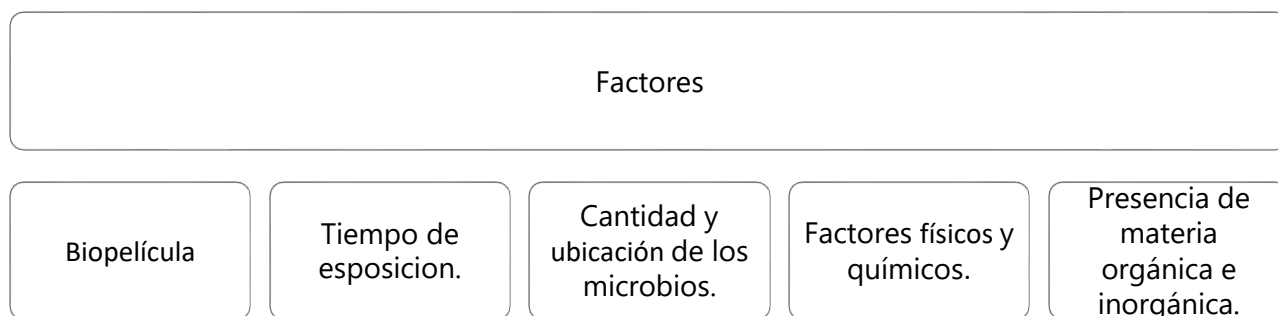 Factores
Biopelícula
Tiempo de
esposicion.
Cantidad y
ubicación de los
microbios.
Factores físicos y
químicos.
Presencia de
materia
orgánica e
inorgánica.